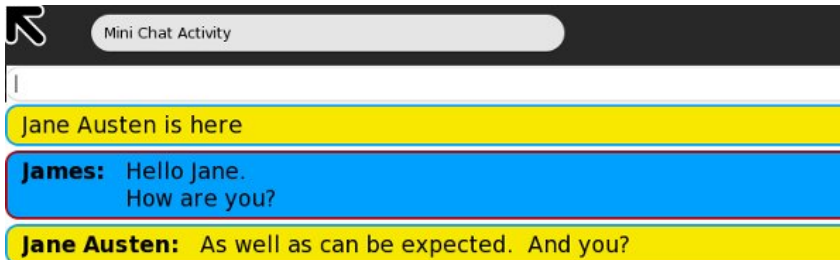 Mini Chat Activity
Jane Austen is here
James: Hello Jane.
How are you?
Jane Austen: As well as can be expected. And you?